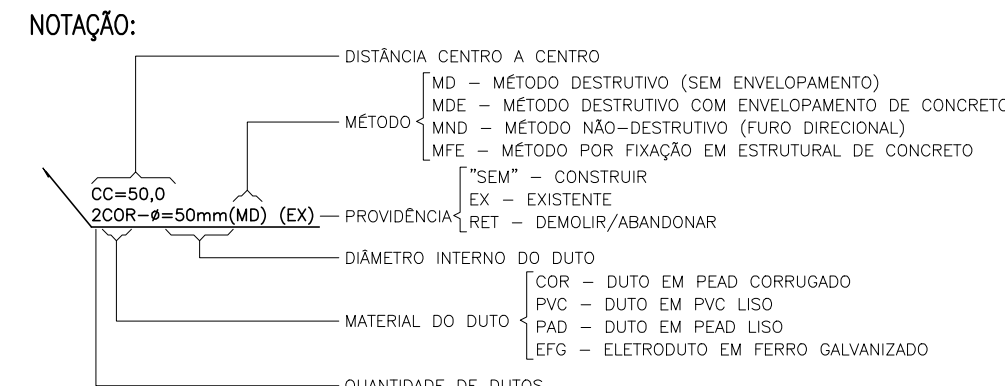 NOTAÇÃO:
DISTÂNCIA CENTRO A CENTRO
MD – MÉTODO DESTRUTIVO (SEM ENVELOPAMENTO)
MDE – MÉTODO DESTRUTIVO COM ENVELOPAMENTO DE CONCRETO
MÉTODO
MND – MÉTODO NÃO-DESTRUTIVO (FURO DIRECIONAL)
MFE – MÉTODO POR FIXAÇÃO EM ESTRUTURAL DE CONCRETO
"SEM" – CONSTRUIR
CC=50,0
EX – EXISTENTE
2COR-ø=50mm(MD) (EX)
PROVIDÊNCIA
RET – DEMOLIR/ABANDONAR
DIÂMETRO INTERNO DO DUTO
COR – DUTO EM PEAD CORRUGADO
PVC – DUTO EM PVC LISO
MATERIAL DO DUTO
PAD – DUTO EM PEAD LISO
EFG – ELETRODUTO EM FERRO GALVANIZADO
QUANTIDADE DE DUTOS